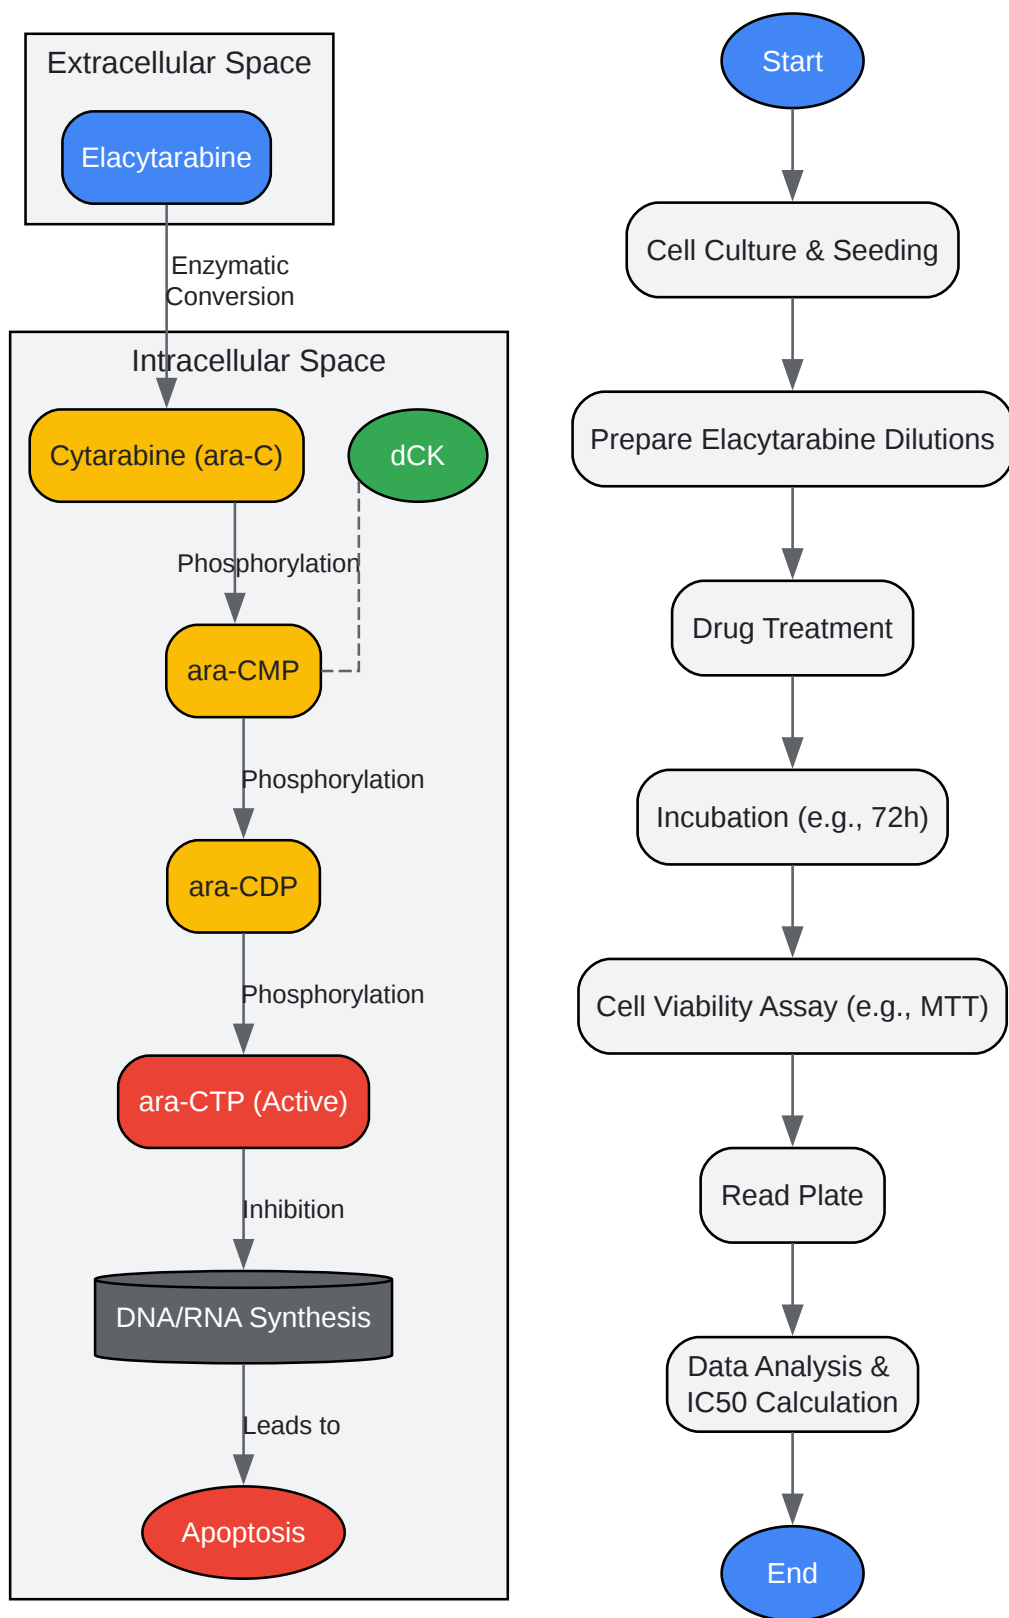 Extracellular Space
Elacytarabine
Enzymatic
Conversion
Intracellular Space
Cytarabine (ara-C)
dCK
Phosphorylation
ara-CMP
Phosphorylation
ara-CDP
Phosphorylation
ara-CTP (Active)
Inhibition
DNA/RNA Synthesis
Leads to
Apoptosis
Start
Cell Culture & Seeding
Prepare Elacytarabine Dilutions
Drug Treatment
Incubation (e.g., 72h)
Cell Viability Assay (e.g., MTT)
Read Plate
Data Analysis &
IC50 Calculation
End